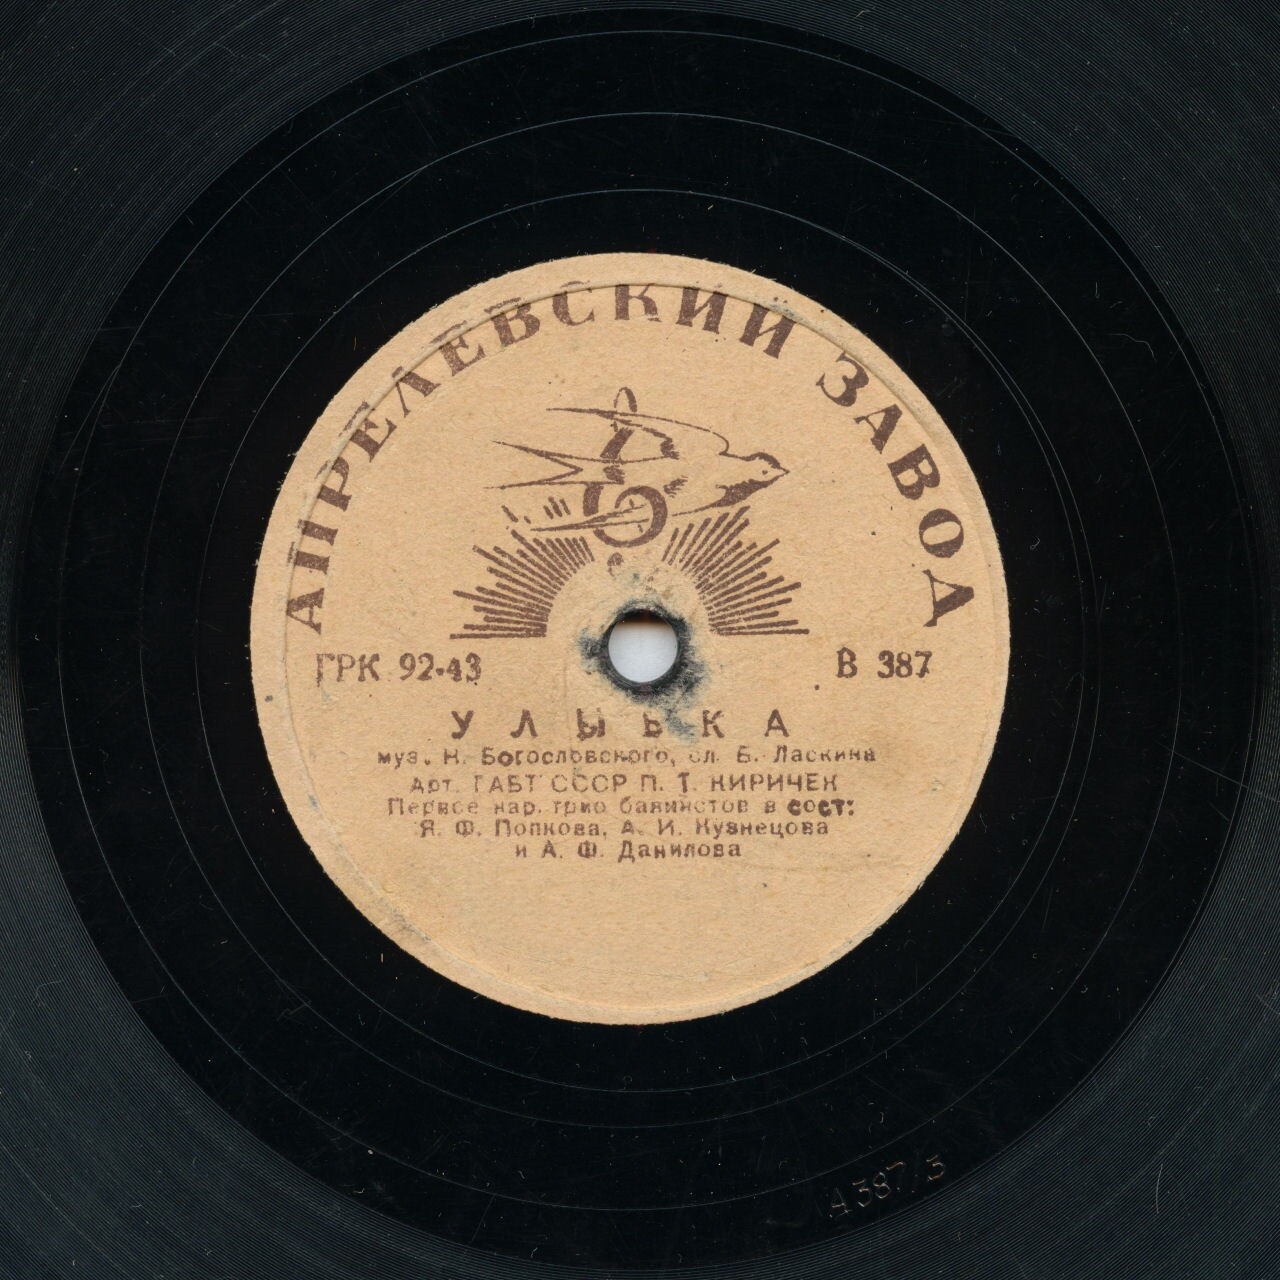 АПРЕЛЕВСКИЙ ЗАВОД
ГРК 92-43
В 387
УЛЫБКА
муз. Н. Богословского, сл. Б. Ласкина
Арт. ГАБТ СССР П. Т. КИРИЧЕК
Первое нар. трио баянистов в сост:
Я. Ф. Попкова, А. И. Кузнецова
и А. Ф. Данилова
А387/3